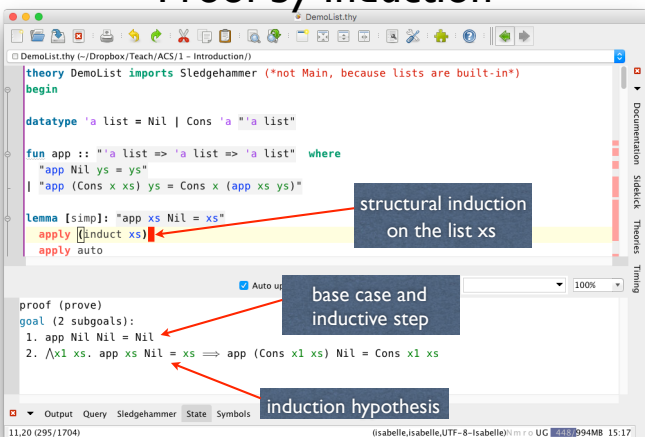 Proof by Induction
DemoList.thy
DemoList.thy (~/Dropbox/Teach/ACS/1 – Introduction/)
theory DemoList imports Sledgehammer (*not Main, because lists are built-in*)
begin
datatype 'a list = Nil | Cons 'a "'a list"
fun app :: "'a list => 'a list => 'a list" where
"app Nil ys = ys"
| "app (Cons x xs) ys = Cons x (app xs ys)"
lemma [simp]: "app xs Nil = xs"
apply (induct xs)
apply auto
structural induction
on the list xs
Documentation
Sidekick
Theories
Timing
Auto up
100%
base case and
inductive step
proof (prove)
goal (2 subgoals):
1. app Nil Nil = Nil
2. ⋀x1 xs. app xs Nil = xs ⟹ app (Cons x1 xs) Nil = Cons x1 xs
induction hypothesis
Output Query Sledgehammer State Symbols
11,20 (295/1704)
(isabelle,isabelle,UTF-8-Isabelle)N m r o UG 448/994MB 15:17